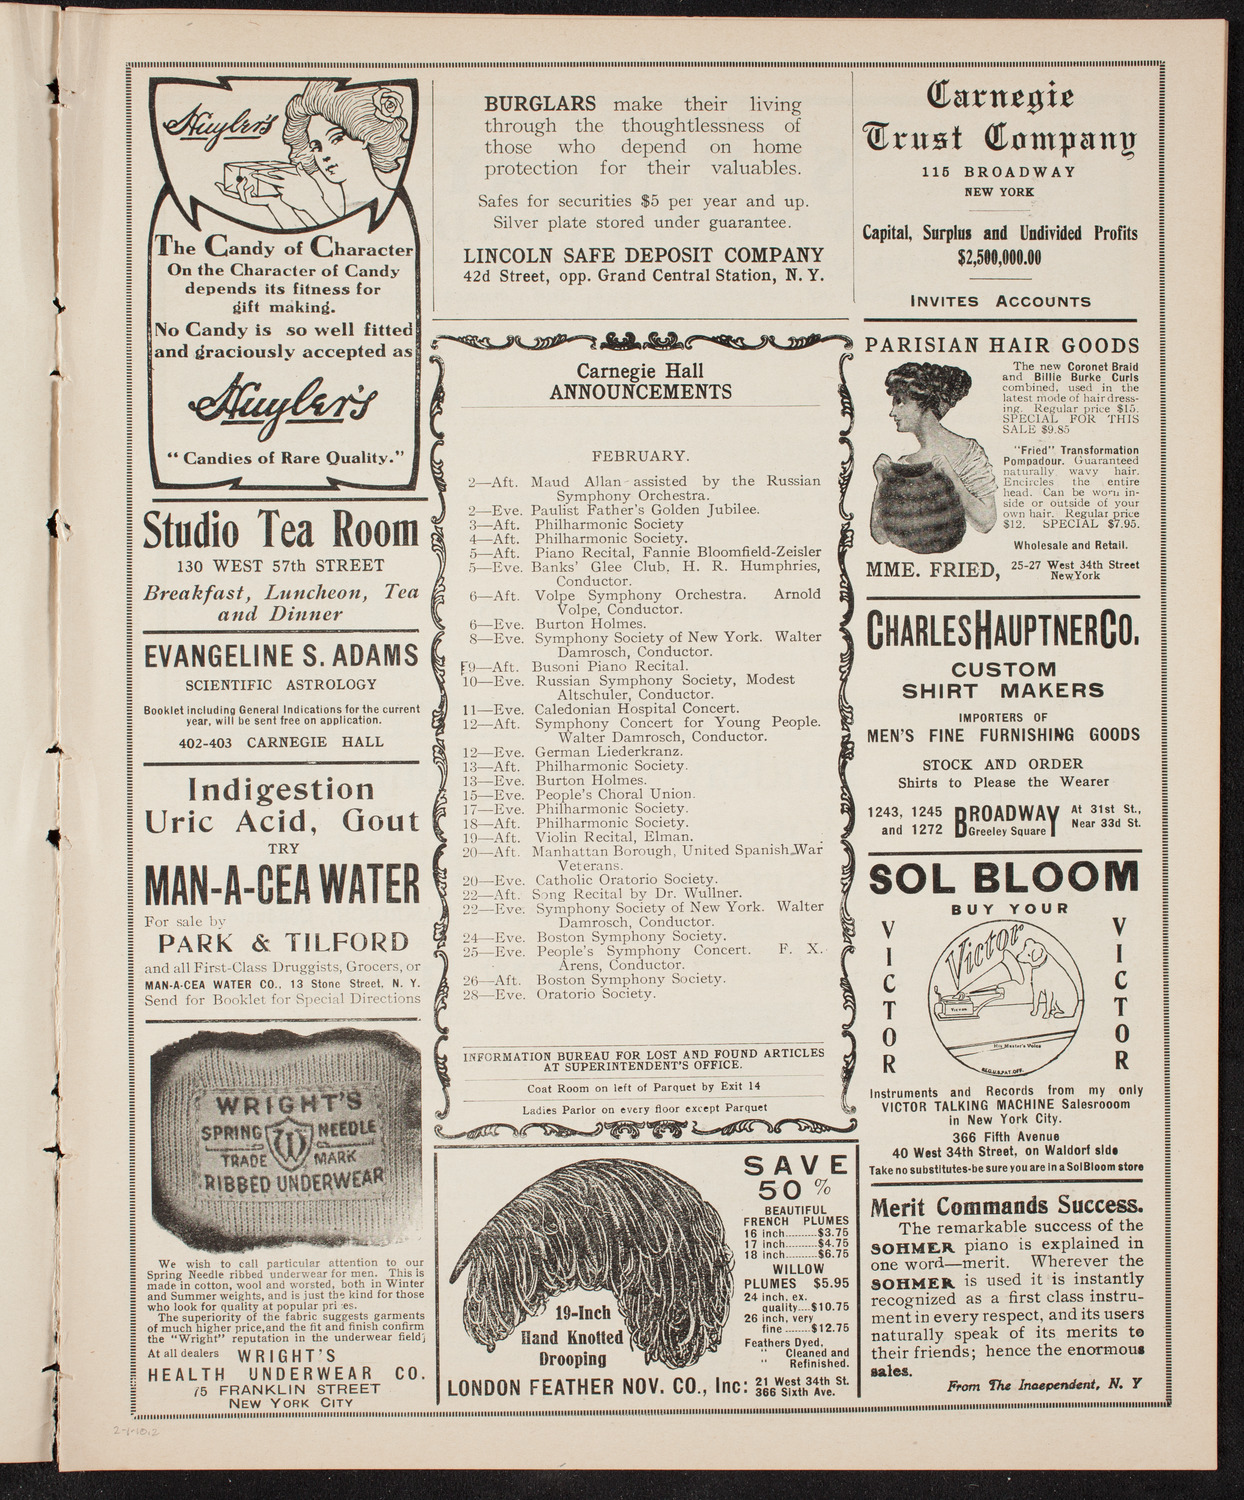 Huyler's
The Candy of Character
On the Character of Candy
depends its fitness for
gift making.
No Candy is so well fitted
and graciously accepted as
Huyler's
"Candies of Rare Quality."
Studio Tea Room
130 WEST 57th STREET
Breakfast, Luncheon, Tea
and Dinner
EVANGELINE S. ADAMS
SCIENTIFIC ASTROLOGY
Booklet including General Indications for the current
year, will be sent free on application.
402-403 CARNEGIE HALL
Indigestion
Uric Acid, Gout
TRY
MAN-A-CEA WATER
For sale by
PARK & TILFORD
and all First-Class Druggists, Grocers, or
MAN-A-CEA WATER CO., 13 Stone Street, N. Y.
Send for Booklet for Special Directions
WRIGHT'S
SPRING NEEDLE
W
TRADE MARK
RIBBED UNDERWEAR
We wish to call particular attention to our
Spring Needle ribbed underwear for men. This is
made in cotton, wool and worsted, both in Winter
and Summer weights, and is just the kind for those
who look for quality at popular pri es.
The superiority of the fabric suggests garments
of much higher price, and the fit and finish confirm
the "Wright" reputation in the underwear field;
At all dealers WRIGHT'S
HEALTH UNDERWEAR CO.
75 FRANKLIN STREET
NEW YORK CITY
BURGLARS make their living
through the thoughtlessness of
those who depend on home
protection for their valuables.
Safes for securities $5 per year and up.
Silver plate stored under guarantee.
LINCOLN SAFE DEPOSIT COMPANY
42d Street, opp. Grand Central Station, N. Y.
Carnegie Hall
ANNOUNCEMENTS
FEBRUARY.
2—Aft. Maud Allan assisted by the Russian
Symphony Orchestra.
2—Eve. Paulist Father's Golden Jubilee.
3—Aft. Philharmonic Society
4—Aft. Philharmonic Society.
5—Aft. Piano Recital, Fannie Bloomfield-Zeisler
5—Eve. Banks' Glee Club, H. R. Humphries,
Conductor.
6—Aft. Volpe Symphony Orchestra. Arnold
Volpe, Conductor.
6—Eve. Burton Holmes.
8—Eve. Symphony Society of New York. Walter
Damrosch, Conductor.
9—Aft. Busoni Piano Recital.
10—Eve. Russian Symphony Society, Modest
Altschuler, Conductor.
11—Eve. Caledonian Hospital Concert.
12—Aft. Symphony Concert for Young People.
Walter Damrosch, Conductor.
12—Eve. German Liederkranz.
13—Aft. Philharmonic Society.
13—Eve. Burton Holmes.
15—Eve. People's Choral Union.
17—Eve. Philharmonic Society.
18—Aft. Philharmonic Society.
19—Aft. Violin Recital, Elman.
20—Aft. Manhattan Borough, United Spanish War
Veterans.
20—Eve. Catholic Oratorio Society.
22—Aft. Song Recital by Dr. Wullner.
22—Eve. Symphony Society of New York. Walter
Damrosch, Conductor.
24—Eve. Boston Symphony Society.
25—Eve. People's Symphony Concert. F. X.
Arens, Conductor.
26—Aft. Boston Symphony Society.
28—Eve. Oratorio Society.
INFORMATION BUREAU FOR LOST AND FOUND ARTICLES
AT SUPERINTENDENT'S OFFICE.
Coat Room on left of Parquet by Exit 14
Ladies Parlor on every floor except Parquet
19-Inch
Hand Knotted
Drooping
SAVE
50 %
BEAUTIFUL
FRENCH PLUMES
16 inch..........$3.75
17 inch..........$4.75
18 inch..........$6.75
WILLOW
PLUMES $5.95
24 inch, ex.
quality....$10.75
26 inch, very
fine .......$12.75
Feathers Dyed.
" Cleaned and
" Refinished.
LONDON FEATHER NOV. CO., Inc: 21 West 34th St.
366 Sixth Ave.
Carnegie
Trust Company
115 BROADWAY
NEW YORK
Capital, Surplus and Undivided Profits
$2,500,000.00
INVITES ACCOUNTS
PARISIAN HAIR GOODS
The new Coronet Braid
and Billie Burke Curls
combined, used in the
latest mode of hairdress-
ing. Regular price $15.
SPECIAL FOR THIS
SALE $9.85
"Fried" Transformation
Pompadour. Guaranteed
naturally wavy hair.
Encircles the entire
head. Can be worn in-
side or outside of your
own hair. Regular price
$12. SPECIAL $7.95.
Wholesale and Retail.
MME. FRIED, 25-27 West 34th Street
New York
CHARLES HAUPTNER CO.
CUSTOM
SHIRT MAKERS
IMPORTERS OF
MEN'S FINE FURNISHING GOODS
STOCK AND ORDER
Shirts to Please the Wearer
1243, 1245 and 1272 BROADWAY Greeley Square At 31st St., Near 33d St.
SOL BLOOM
BUY YOUR
VICTOR
Victor
VICTOR
His Master's Voice
REG.U.S.PAT.OFF.
Instruments and Records from my only
VICTOR TALKING MACHINE Salesrooom
in New York City.
366 Fifth Avenue
40 West 34th Street, on Waldorf side
Take no substitutes-be sure you are in a Sol Bloom store
Merit Commands Success.
The remarkable success of the
SOHMER piano is explained in
one word—merit. Wherever the
SOHMER is used it is instantly
recognized as a first class instru-
ment in every respect, and its users
naturally speak of its merits to
their friends; hence the enormous
sales.
From The Independent, N. Y
2-1-10.2